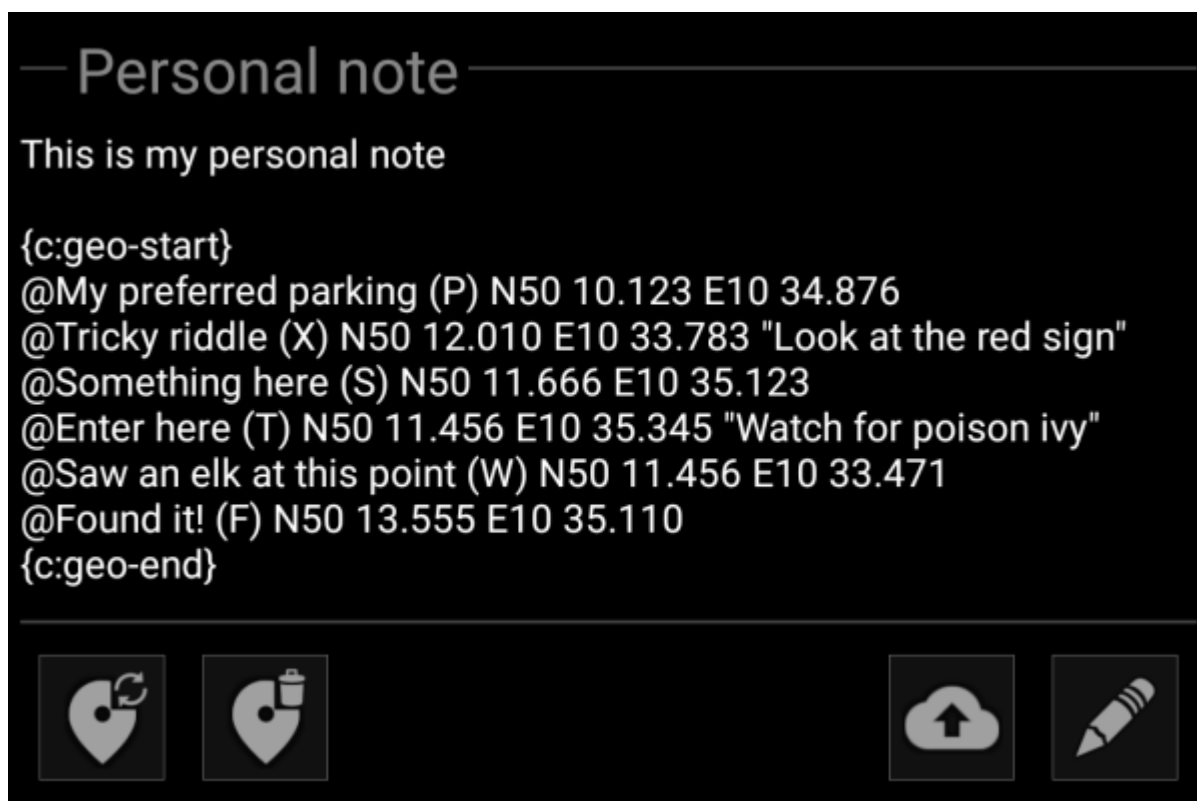 Personal note
This is my personal note
{c:geo-start}
@My preferred parking (P) N50 10.123 E10 34.876
@Tricky riddle (X) N50 12.010 E10 33.783 "Look at the red sign"
@Something here (S) N50 11.666 E10 35.123
@Enter here (T) N50 11.456 E10 35.345 "Watch for poison ivy"
@Saw an elk at this point (W) N50 11.456 E10 33.471
@Found it! (F) N50 13.555 E10 35.110
{c:geo-end}